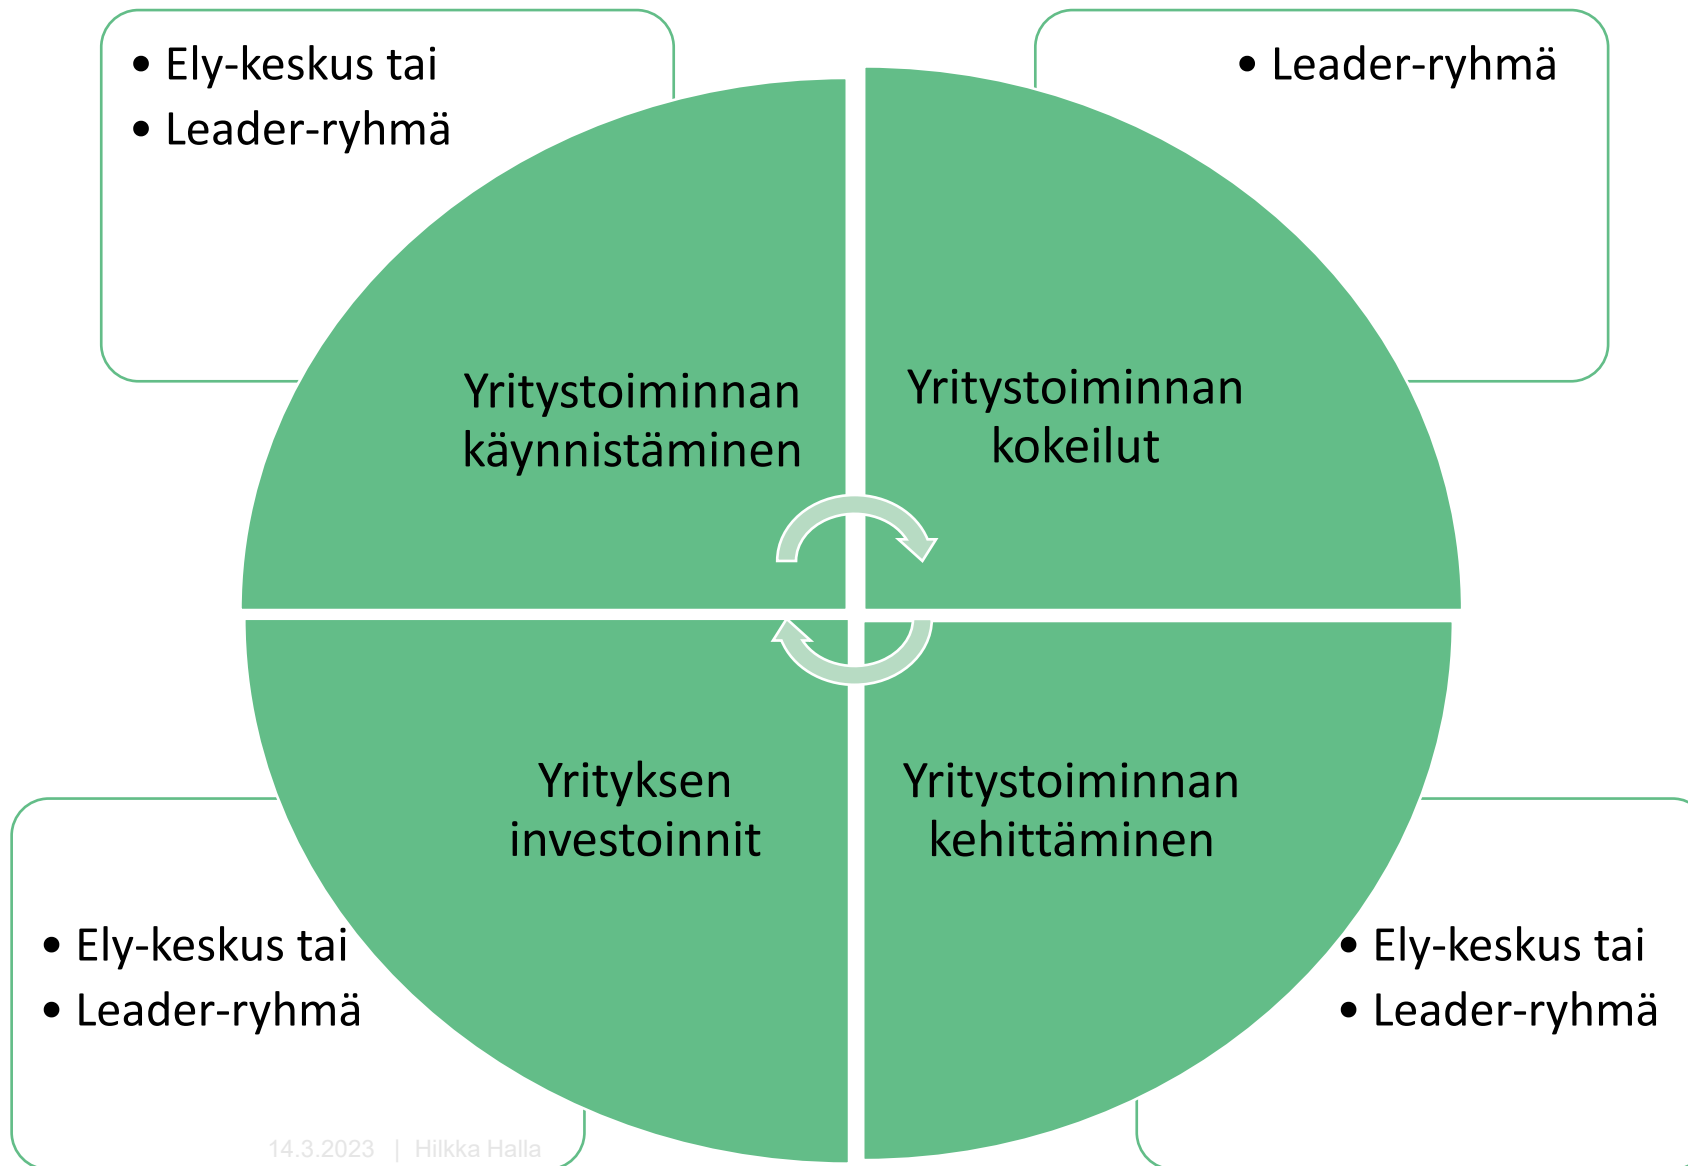 • Ely-keskus tai
• Leader-ryhmä
• Leader-ryhmä
Yritystoiminnan
käynnistäminen
Yritystoiminnan
kokeilut
Yrityksen
investoinnit
Yritystoiminnan
kehittäminen
• Ely-keskus tai
• Leader-ryhmä
• Ely-keskus tai
• Leader-ryhmä
14.3.2023 | Hilkka Halla